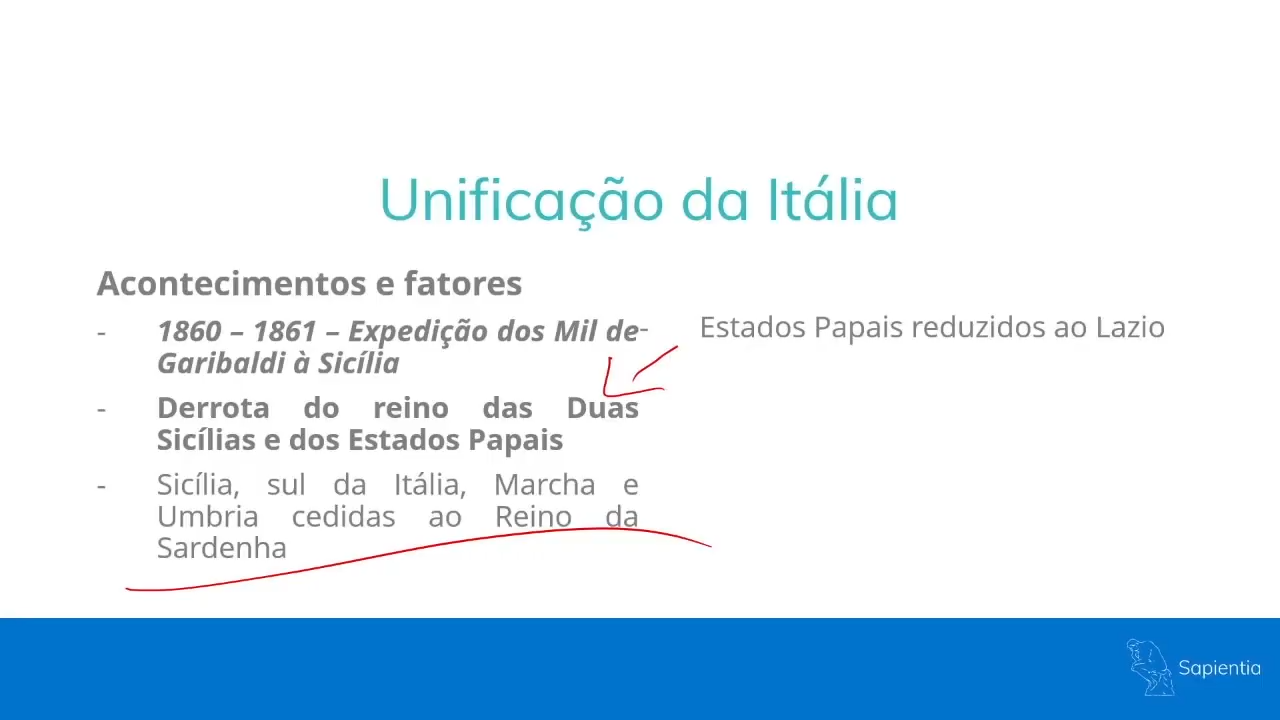 Unificação da Itália
Acontecimentos e fatores
- 1860 – 1861 – Expedição dos Mil de
Garibaldi à Sicília
- Derrota do reino das Duas
Sicílias e dos Estados Papais
- Sicília, sul da Itália, Marcha e
Umbria cedidas ao Reino da
Sardenha
- Estados Papais reduzidos ao Lazio
Sapientia